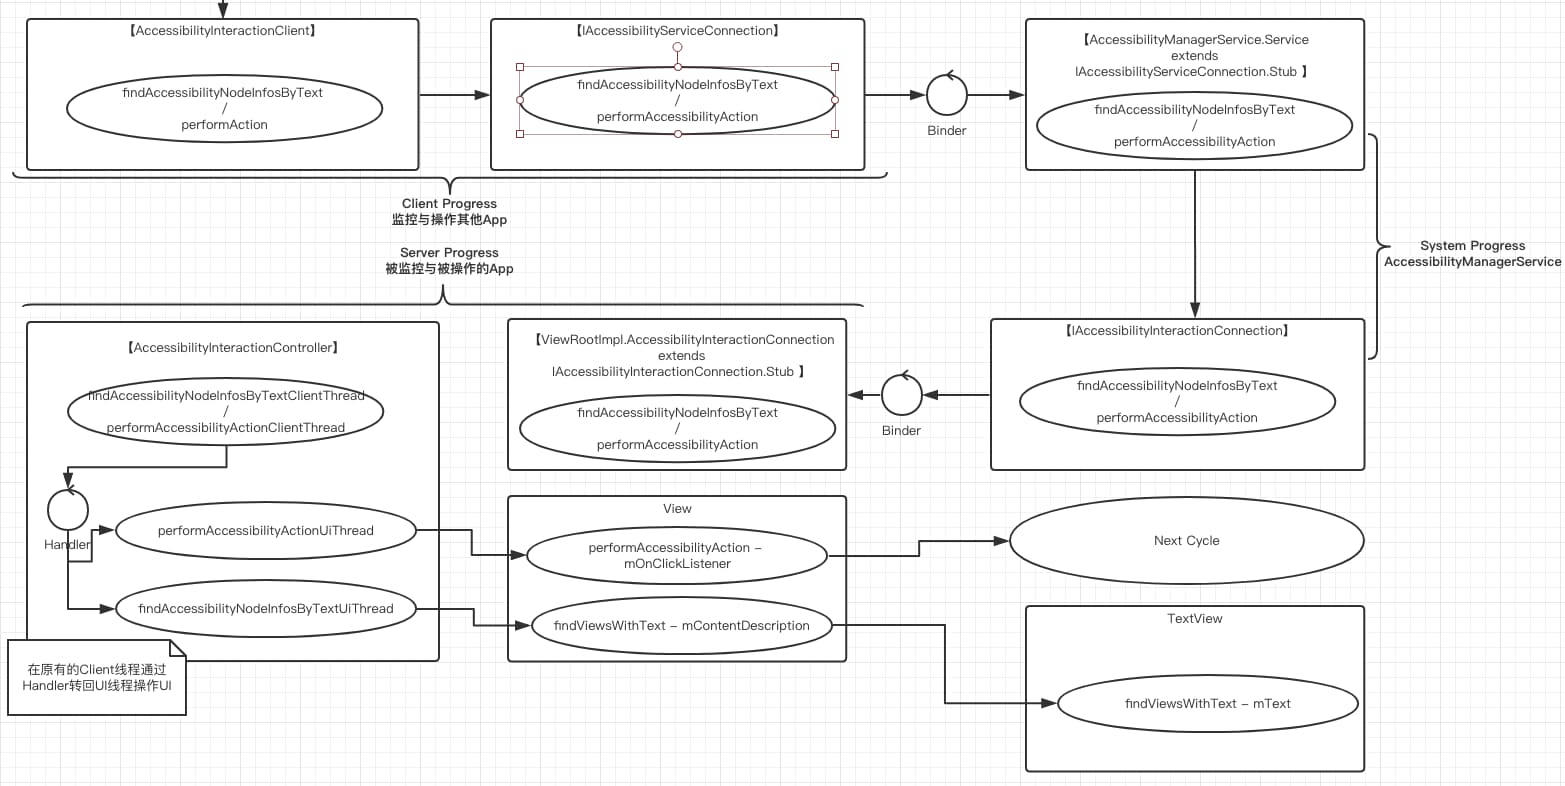 【AccessibilityInteractionClient】
findAccessibilityNodeInfosByText
/
performAction
【IAccessibilityServiceConnection】
findAccessibilityNodeInfosByText
/
performAccessibilityAction
Binder
【AccessibilityManagerService.Service
extends
IAccessibilityServiceConnection.Stub 】
findAccessibilityNodeInfosByText
/
performAccessibilityAction
Client Progress
监控与操作其他App
Server Progress
被监控与被操作的App
System Progress
AccessibilityManagerService
【AccessibilityInteractionController】
findAccessibilityNodeInfosByTextClientThread
/
performAccessibilityActionClientThread
Handler
performAccessibilityActionUiThread
findAccessibilityNodeInfosByTextUiThread
在原有的Client线程通过
Handler转回UI线程操作UI
【ViewRootImpl.AccessibilityInteractionConnection
extends
IAccessibilityInteractionConnection.Stub 】
findAccessibilityNodeInfosByText
/
performAccessibilityAction
Binder
【IAccessibilityInteractionConnection】
findAccessibilityNodeInfosByText
/
performAccessibilityAction
View
performAccessibilityAction –
mOnClickListener
findViewsWithText – mContentDescription
Next Cycle
TextView
findViewsWithText – mText